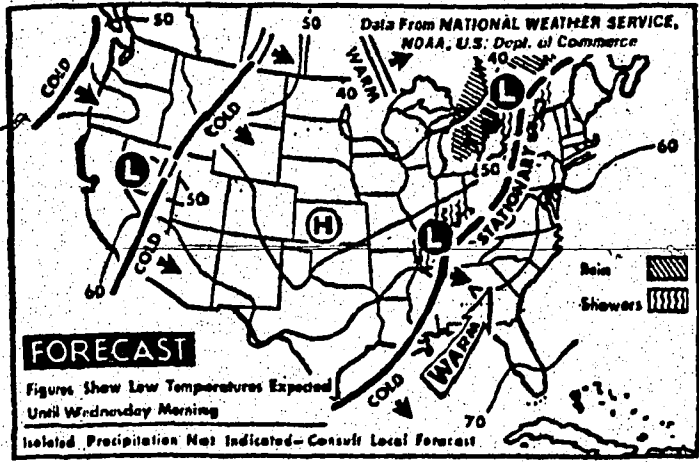 50
50
Data From NATIONAL WEATHER SERVICE,
NOAA, U.S. Dept. of Commerce
COLD
WARM
40
40
COLD
L
L
50
STATIONARY
60
50
H
L
COLD
60
Rain
Showers
FORECAST
WARM
COLD
70
Figures Show Low Temperatures Expected
Until Wednesday Morning
Isolated Precipitation Not Indicated – Consult Local Forecast